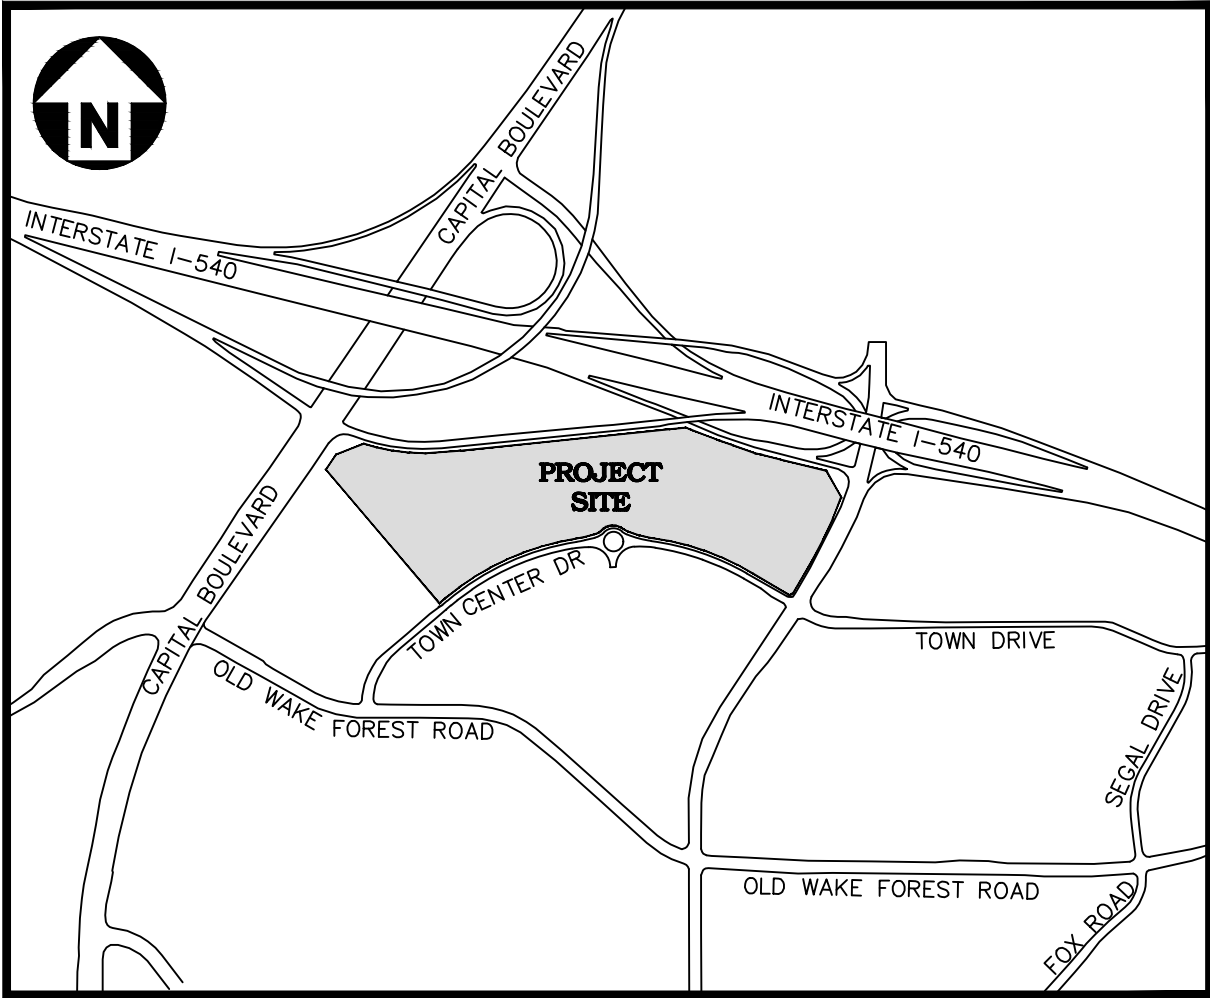 N
CAPITAL BOULEVARD
INTERSTATE I-540
INTERSTATE I-540
PROJECT
SITE
CAPITAL BOULEVARD
TOWN CENTER DR
TOWN DRIVE
OLD WAKE FOREST ROAD
SEGAL DRIVE
OLD WAKE FOREST ROAD
FOX ROAD